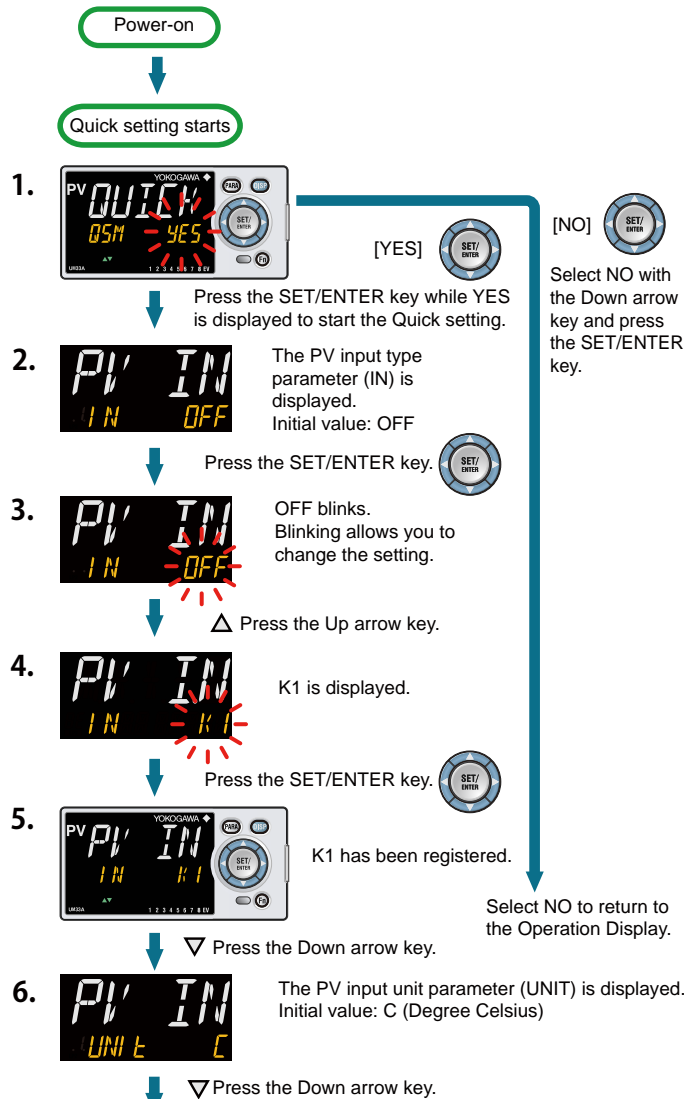 Power-on
Quick setting starts
1.
YOKOGAWA
PV
QUICK
QSM YES
UM33A
1 2 3 4 5 6 7 8 EV
PARA
DISP
SET/
ENTER
Fn
[YES]
SET/
ENTER
[NO]
SET/
ENTER
Select NO with
the Down arrow
key and press
the SET/ENTER
key.
Press the SET/ENTER key while YES
is displayed to start the Quick setting.
2.
PV IN
IN OFF
The PV input type
parameter (IN) is
displayed.
Initial value: OFF
Press the SET/ENTER key.
SET/
ENTER
3.
PV IN
IN OFF
OFF blinks.
Blinking allows you to
change the setting.
Press the Up arrow key.
4.
PV IN
IN K1
K1 is displayed.
Press the SET/ENTER key.
SET/
ENTER
5.
YOKOGAWA
PV
PV IN
IN K1
UM33A
1 2 3 4 5 6 7 8 EV
PARA
DISP
SET/
ENTER
Fn
K1 has been registered.
Select NO to return to
the Operation Display.
Press the Down arrow key.
6.
PV IN
UNIt C
The PV input unit parameter (UNIT) is displayed.
Initial value: C (Degree Celsius)
Press the Down arrow key.